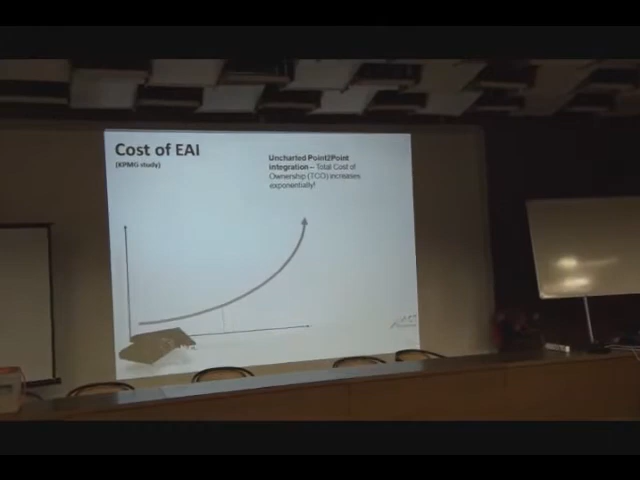 Cost of EAI
(KPMG study)
Uncharted Point2Point
integration – Total Cost of
Ownership (TCO) increases
exponentially!